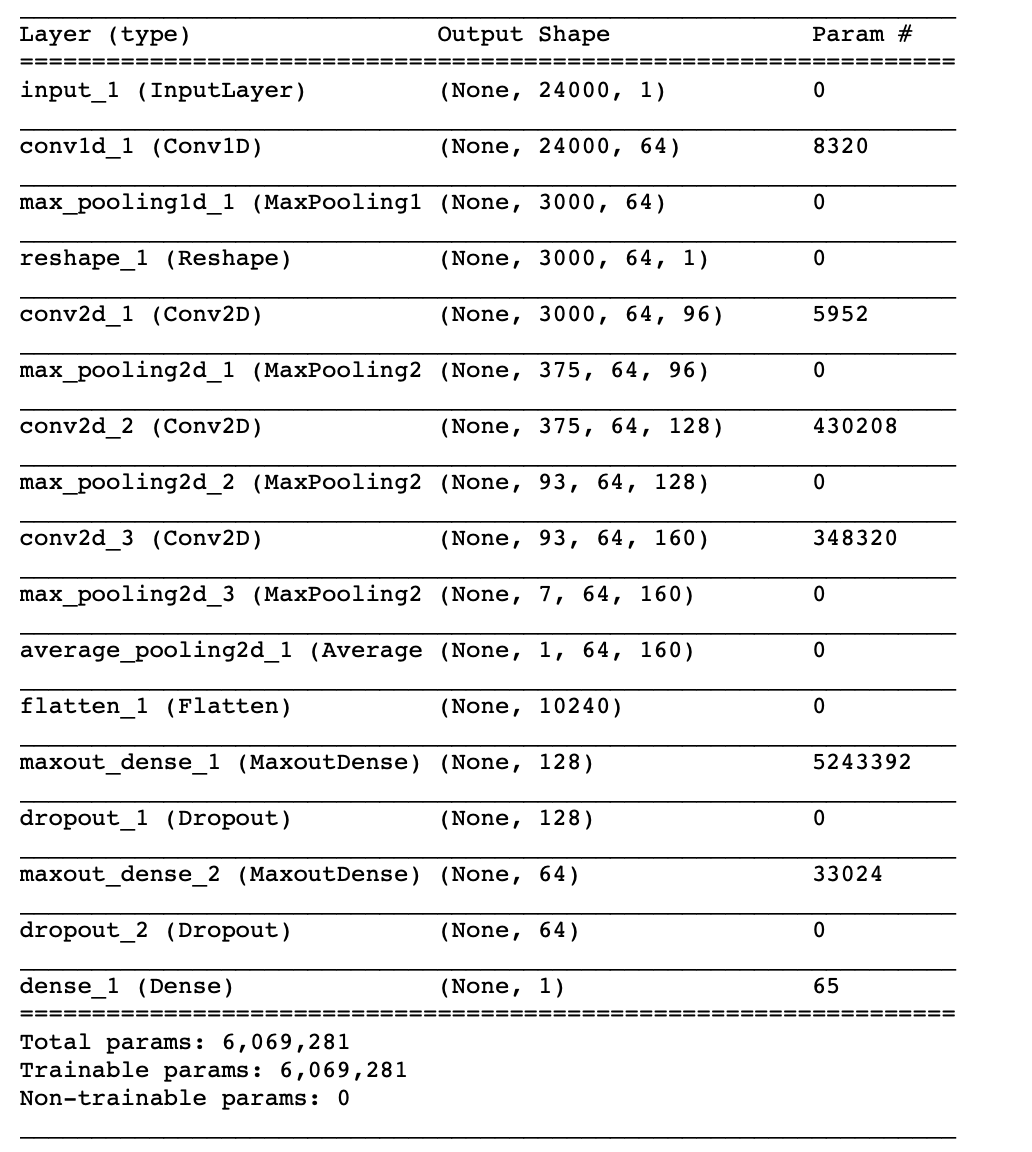 Layer (type) Output Shape Param #
=================================================================
input_1 (InputLayer) (None, 24000, 1) 0
conv1d_1 (Conv1D) (None, 24000, 64) 8320
max_pooling1d_1 (MaxPooling1 (None, 3000, 64) 0
reshape_1 (Reshape) (None, 3000, 64, 1) 0
conv2d_1 (Conv2D) (None, 3000, 64, 96) 5952
max_pooling2d_1 (MaxPooling2 (None, 375, 64, 96) 0
conv2d_2 (Conv2D) (None, 375, 64, 128) 430208
max_pooling2d_2 (MaxPooling2 (None, 93, 64, 128) 0
conv2d_3 (Conv2D) (None, 93, 64, 160) 348320
max_pooling2d_3 (MaxPooling2 (None, 7, 64, 160) 0
average_pooling2d_1 (Average (None, 1, 64, 160) 0
flatten_1 (Flatten) (None, 10240) 0
maxout_dense_1 (MaxoutDense) (None, 128) 5243392
dropout_1 (Dropout) (None, 128) 0
maxout_dense_2 (MaxoutDense) (None, 64) 33024
dropout_2 (Dropout) (None, 64) 0
dense_1 (Dense) (None, 1) 65
=================================================================
Total params: 6,069,281
Trainable params: 6,069,281
Non-trainable params: 0